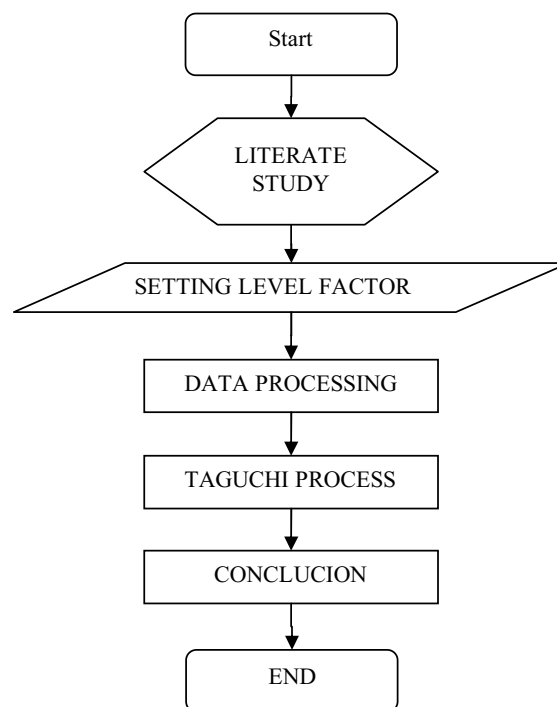 Start
LITERATE
STUDY
SETTING LEVEL FACTOR
DATA PROCESSING
TAGUCHI PROCESS
CONCLUCION
END